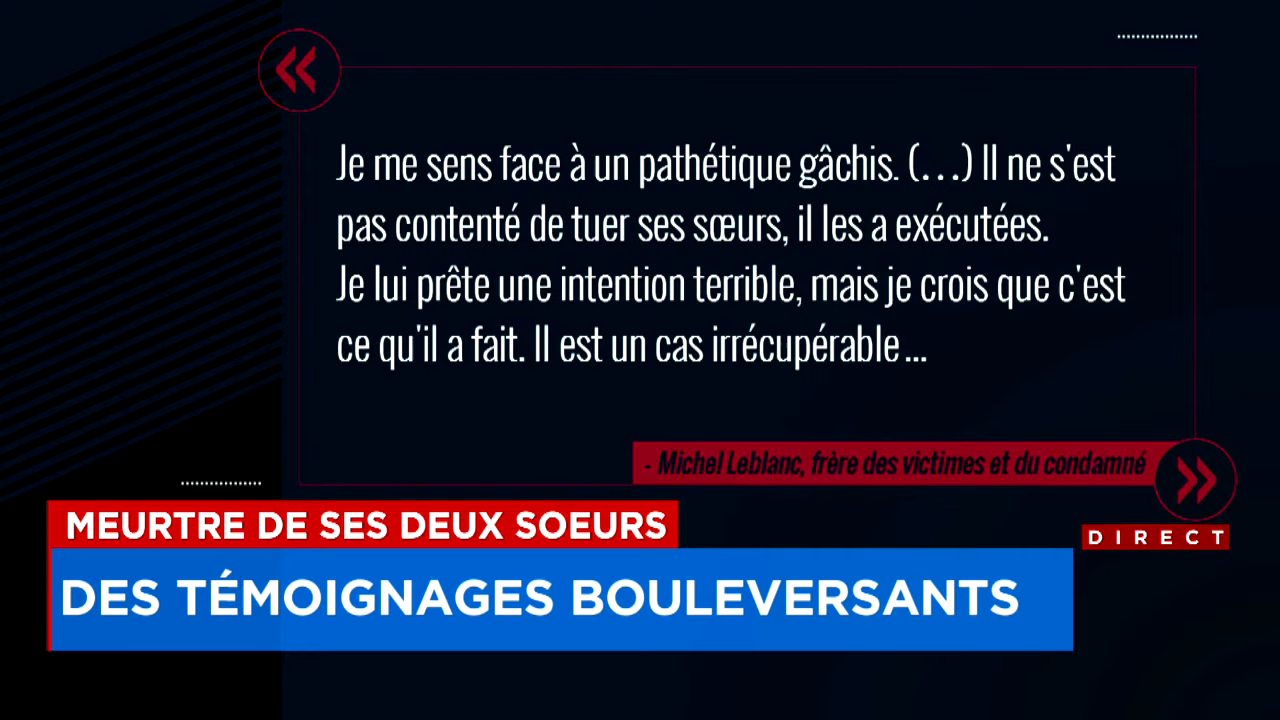 Je me sens face à un pathétique gâchis. (...) Il ne s'est
pas contenté de tuer ses sœurs, il les a exécutées.
Je lui prête une intention terrible, mais je crois que c'est
ce qu'il a fait. Il est un cas irrécupérable...
- Michel Leblanc, frère des victimes et du condamné
MEURTRE DE SES DEUX SOEURS
DIRECT
DES TÉMOIGNAGES BOULEVERSANTS